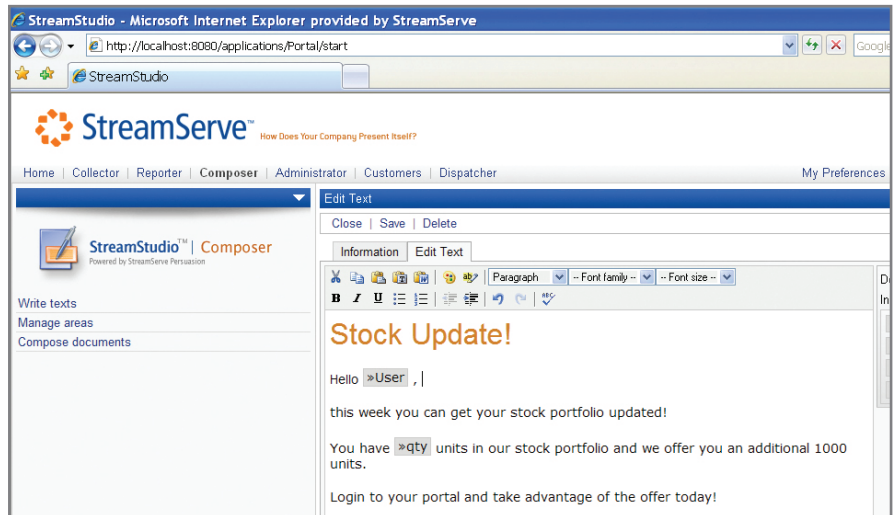 StreamStudio - Microsoft Internet Explorer provided by StreamServe
http://localhost:8080/applications/Portal/start
Google
StreamStudio
StreamServe™ How Does Your Company Present Itself?
Home | Collector | Reporter | Composer | Administrator | Customers | Dispatcher
My Preferences
Edit Text
Close | Save | Delete
StreamStudio™ | Composer
Powered by StreamServe Persuasion
Information
Edit Text
Paragraph
-- Font family --
-- Font size --
B I U
ABC
Write texts
Manage areas
Compose documents
Stock Update!
Hello »User ,
this week you can get your stock portfolio updated!
You have »qty units in our stock portfolio and we offer you an additional 1000
units.
Login to your portal and take advantage of the offer today!